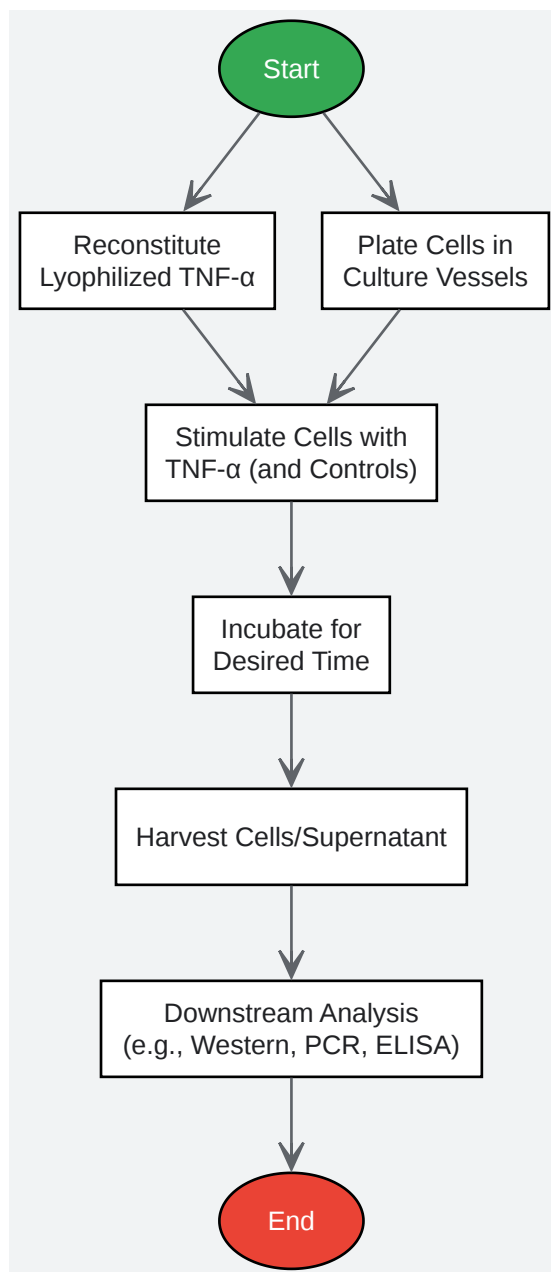 Start
Reconstitute
Lyophilized TNF-α
Plate Cells in
Culture Vessels
Stimulate Cells with
TNF-α (and Controls)
Incubate for
Desired Time
Harvest Cells/Supernatant
Downstream Analysis
(e.g., Western, PCR, ELISA)
End